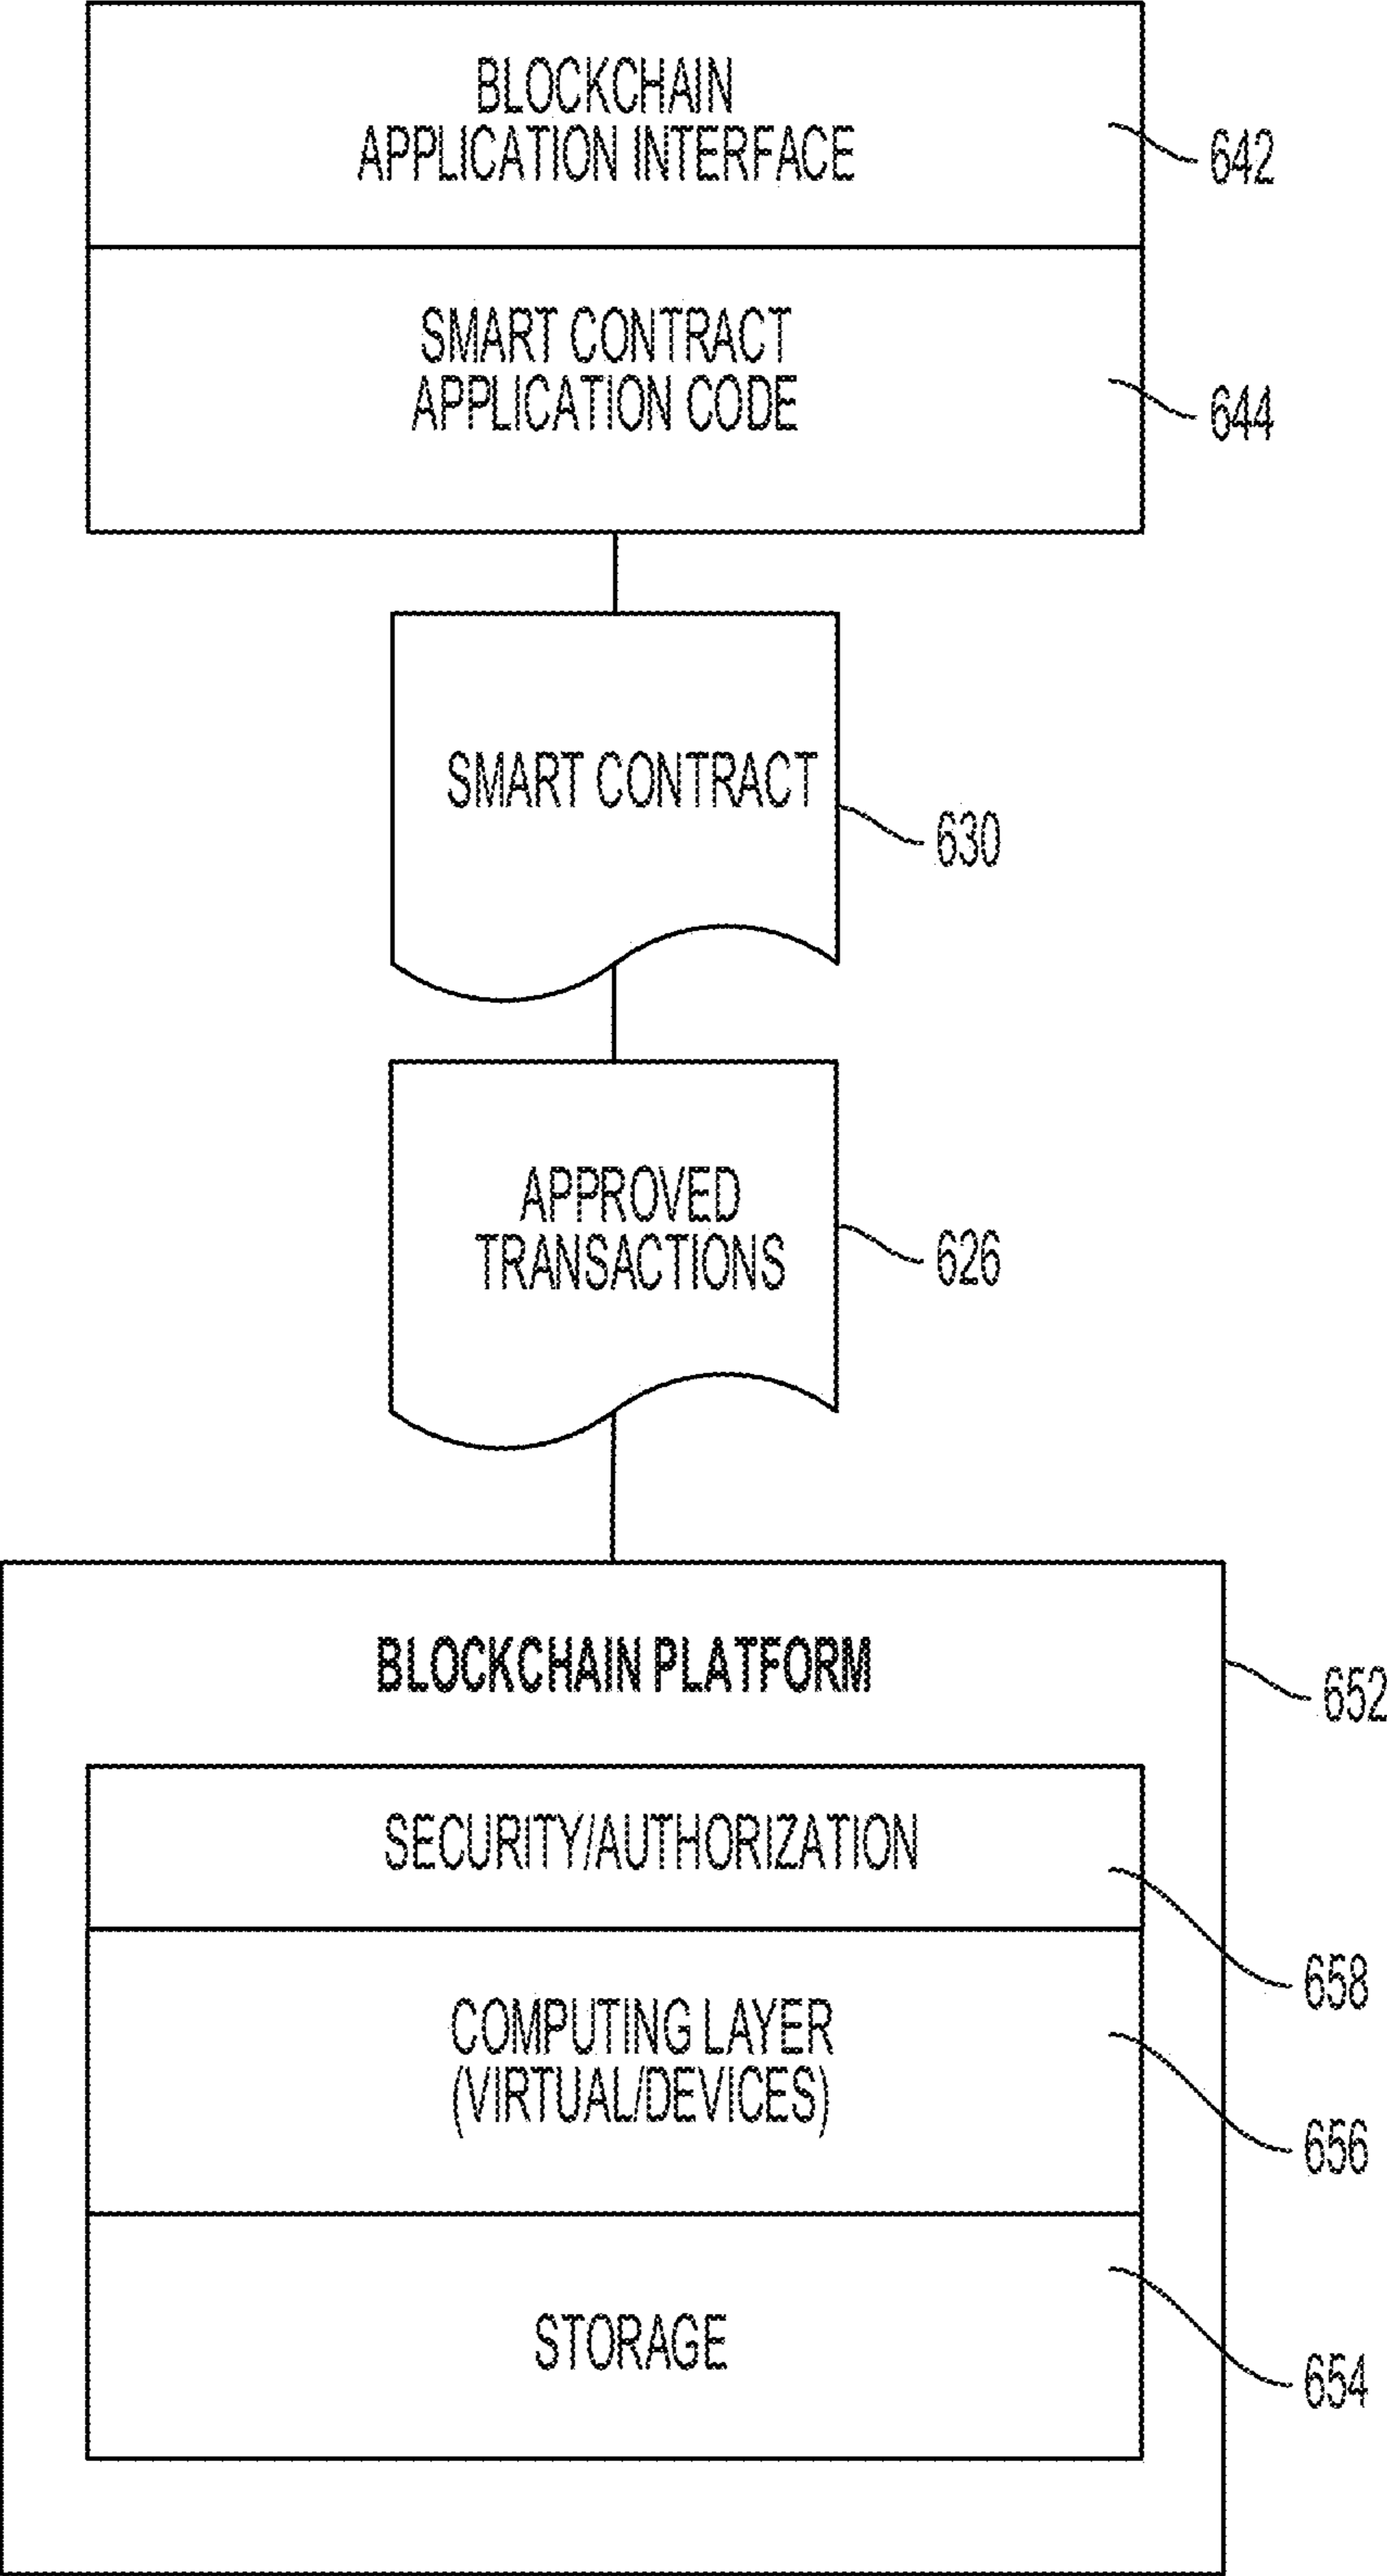 BLOCKCHAIN
APPLICATION INTERFACE
642
SMART CONTRACT
APPLICATION CODE
644
SMART CONTRACT
630
APPROVED
TRANSACTIONS
626
BLOCKCHAIN PLATFORM
652
SECURITY/AUTHORIZATION
658
COMPUTING LAYER
(VIRTUAL/DEVICES)
656
STORAGE
654